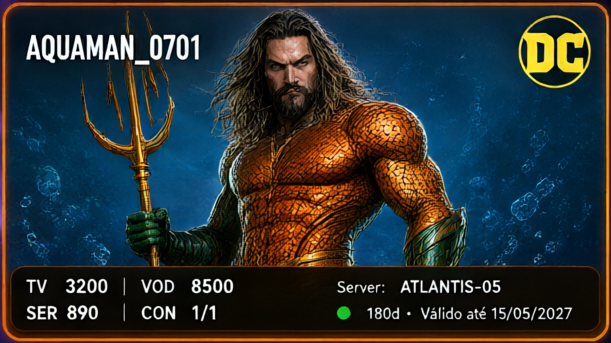 AQUAMAN_0701
DC
TV 3200 | VOD 8500
SER 890 | CON 1/1
Server: ATLANTIS-05
180d • Válido até 15/05/2027